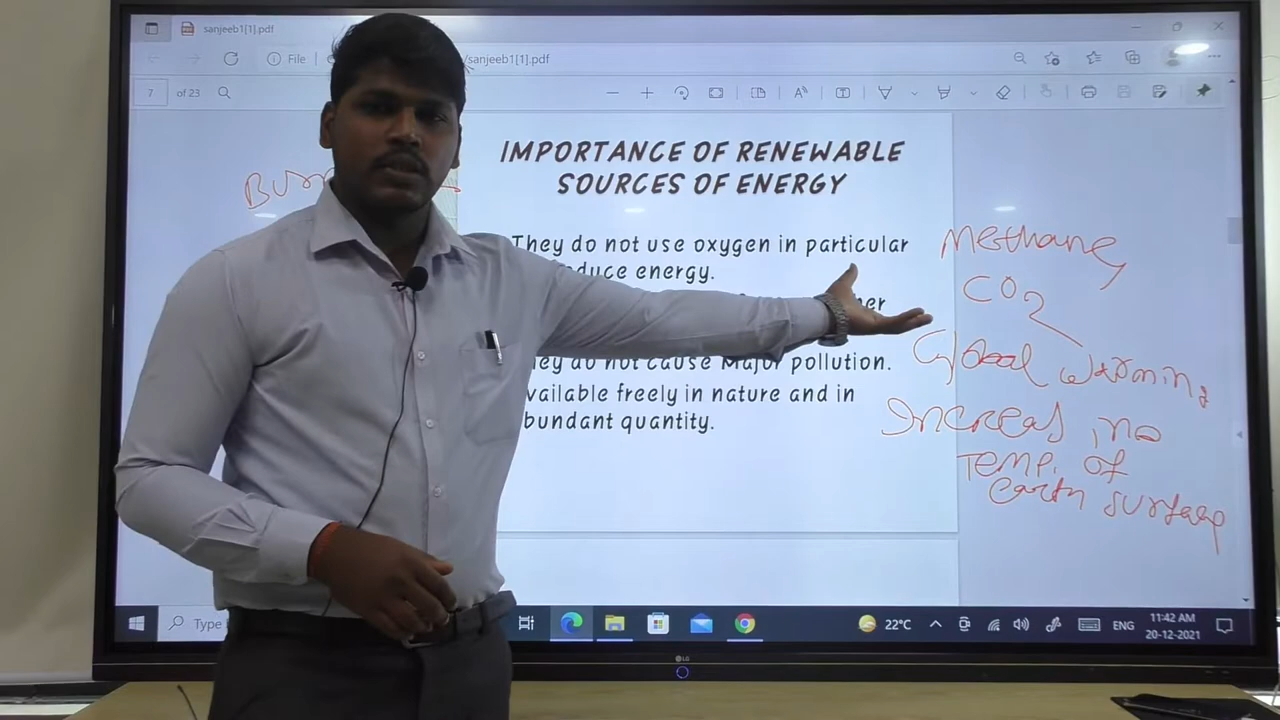 sanjeeb1[1].pdf
File
/sanjeeb1[1].pdf
7 of 23
IMPORTANCE OF RENEWABLE
SOURCES OF ENERGY
They do not use oxygen in particular
energy.
They do not cause Major pollution.
vailable freely in nature and in
bundant quantity.
Methane,
CO2
Global warming
Increas in
Temp. of
earth surface
Type
22°C
ENG
11:42 AM
20-12-2021
LG